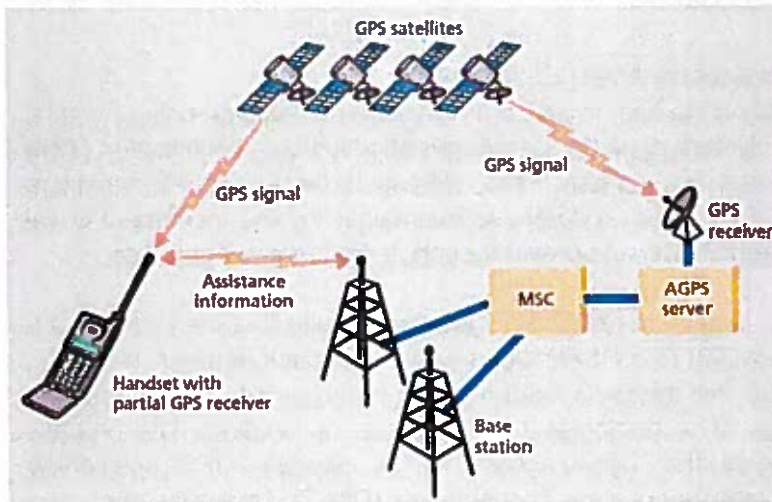 GPS satellites
GPS signal
GPS signal
GPS
receiver
Assistance
information
MSC
AGPS
server
Handset with
partial GPS receiver
Base
station